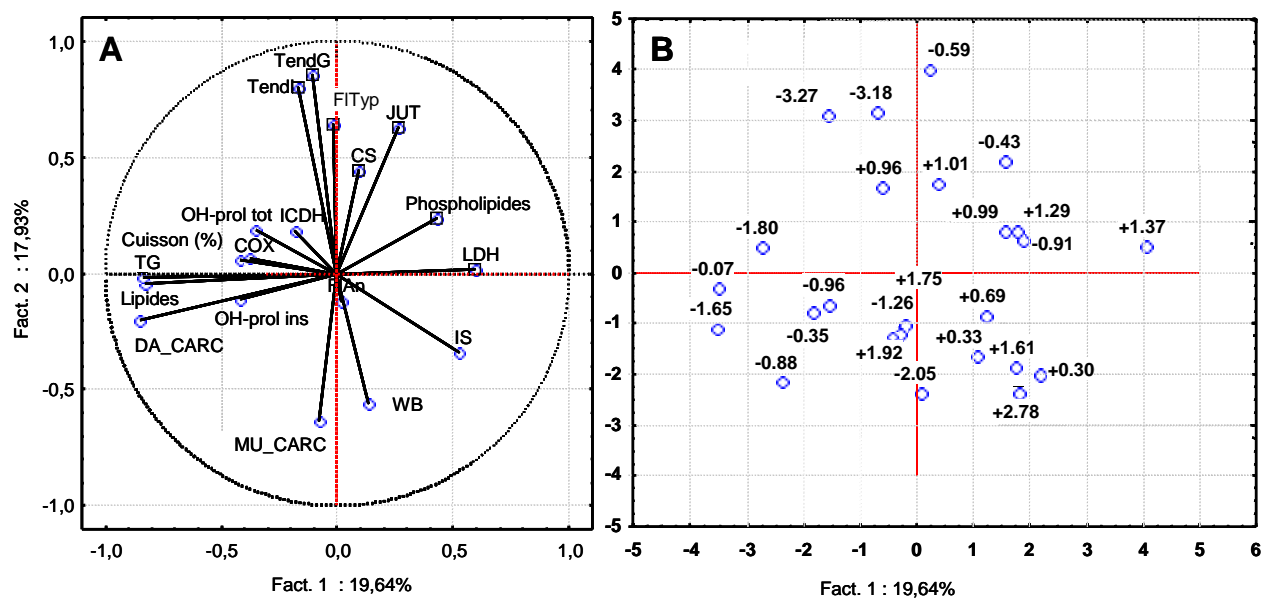 A
1,0
0,5
0,0
-0,5
-1,0
Fact. 2 : 17,93%
TendG
TendL
FITyp
JUT
CS
OH-prol tot
ICDH
Phospholipides
Cuisson (%)
COX
LDH
TG
Lipides
OH-prol ins
DA_CARC
IS
WB
MU_CARC
-1,0
-0,5
0,0
0,5
1,0
Fact. 1 : 19,64%
B
5
4
3
2
1
0
-1
-2
-3
-4
-5
-0.59
-3.27
-3.18
-0.43
+0.96
+1.01
+0.99
+1.29
+1.37
-1.80
-0.91
-0.07
+1.75
-0.96
-1.26
+0.69
-1.65
-0.35
+1.92
+0.33
+1.61
-0.88
-2.05
+0.30
+2.78
-5
-4
-3
-2
-1
0
1
2
3
4
5
6
Fact. 1 : 19,64%